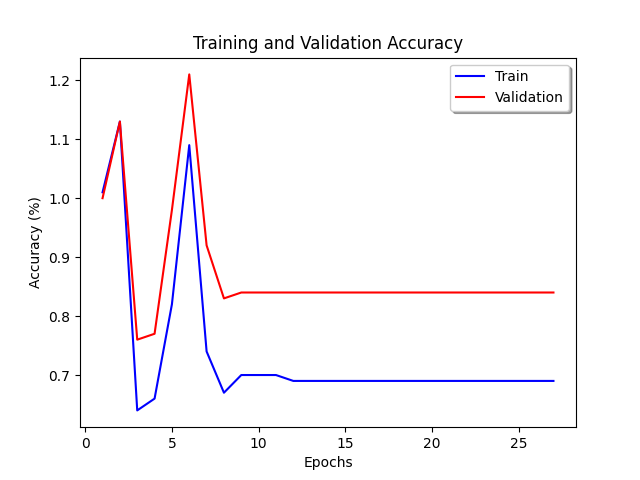 Training and Validation Accuracy
Train
Validation
1.2
1.1
1.0
0.9
0.8
0.7
Accuracy (%)
0
5
10
15
20
25
Epochs